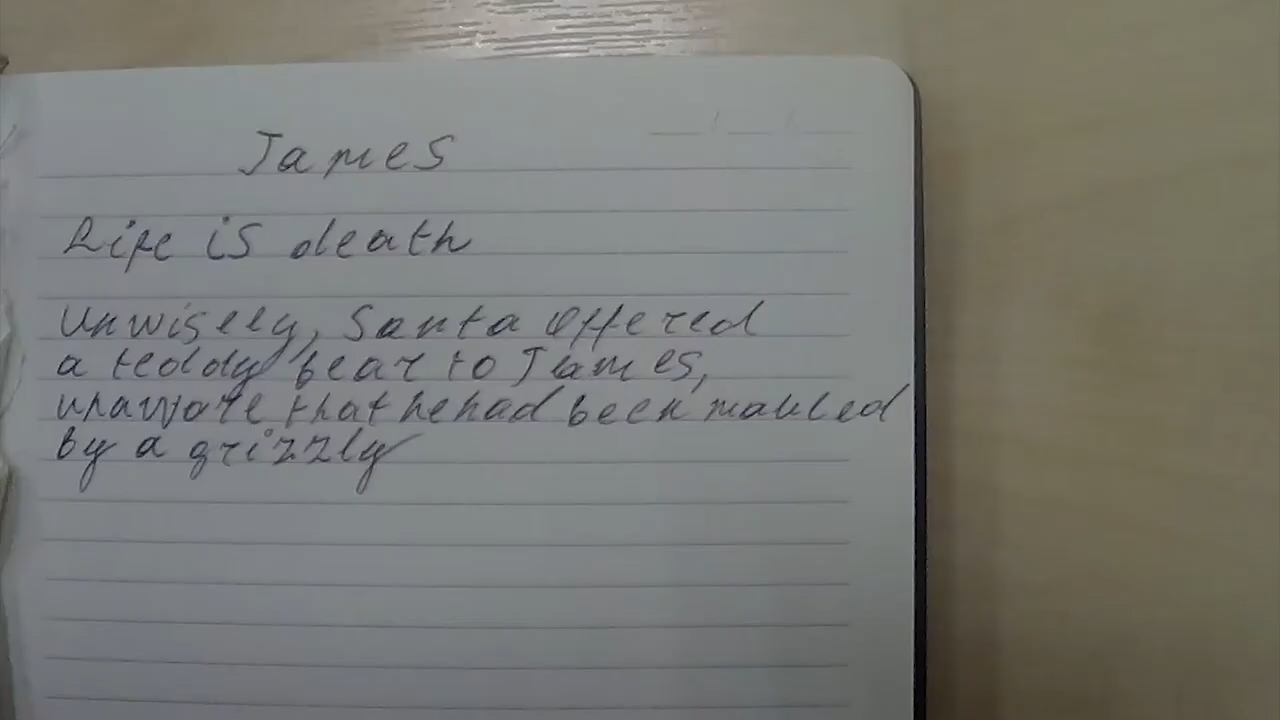 James
Life is death
Unwisely, Santa offered
a teddy bear to James,
unaware that he had been mauled
by a grizzly